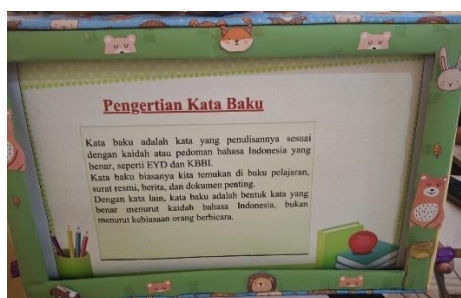 Pengertian Kata Baku
Kata baku adalah kata yang penulisannya sesuai
dengan kaidah atau pedoman bahasa Indonesia yang
benar, seperti EYD dan KBBI.
Kata baku biasanya kita temukan di buku pelajaran,
surat resmi, berita, dan dokumen penting.
Dengan kata lain, kata baku adalah bentuk kata yang
benar menurut kaidah bahasa Indonesia, bukan
menurut kebiasaan orang berbicara.